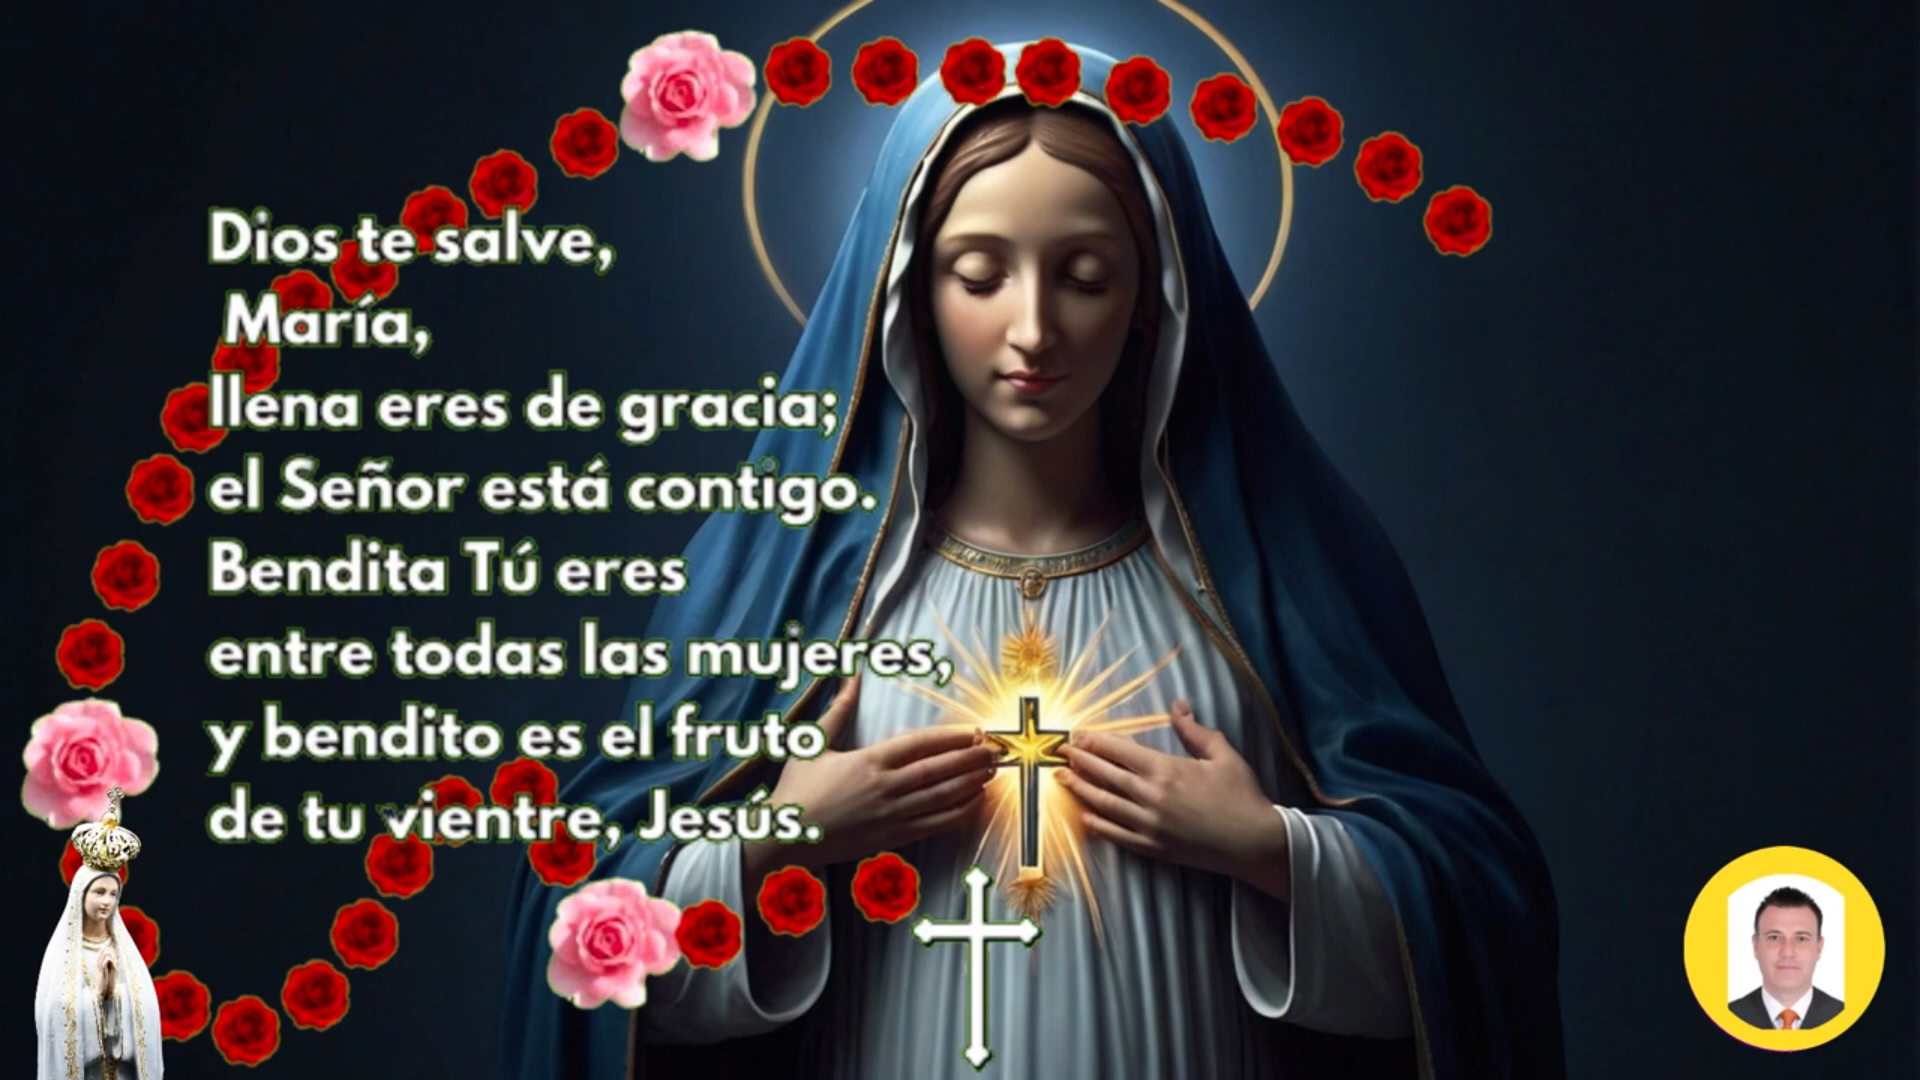 Dios te salve,
María,
llena eres de gracia;
el Señor está contigo.
Bendita Tú eres
entre todas las mujeres,
y bendito es el fruto
de tu vientre, Jesús.